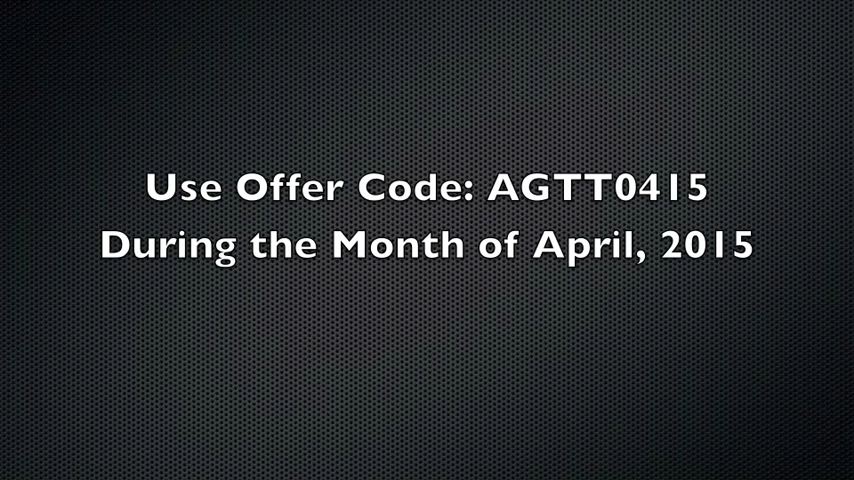 Use Offer Code: AGTT0415
During the Month of April, 2015